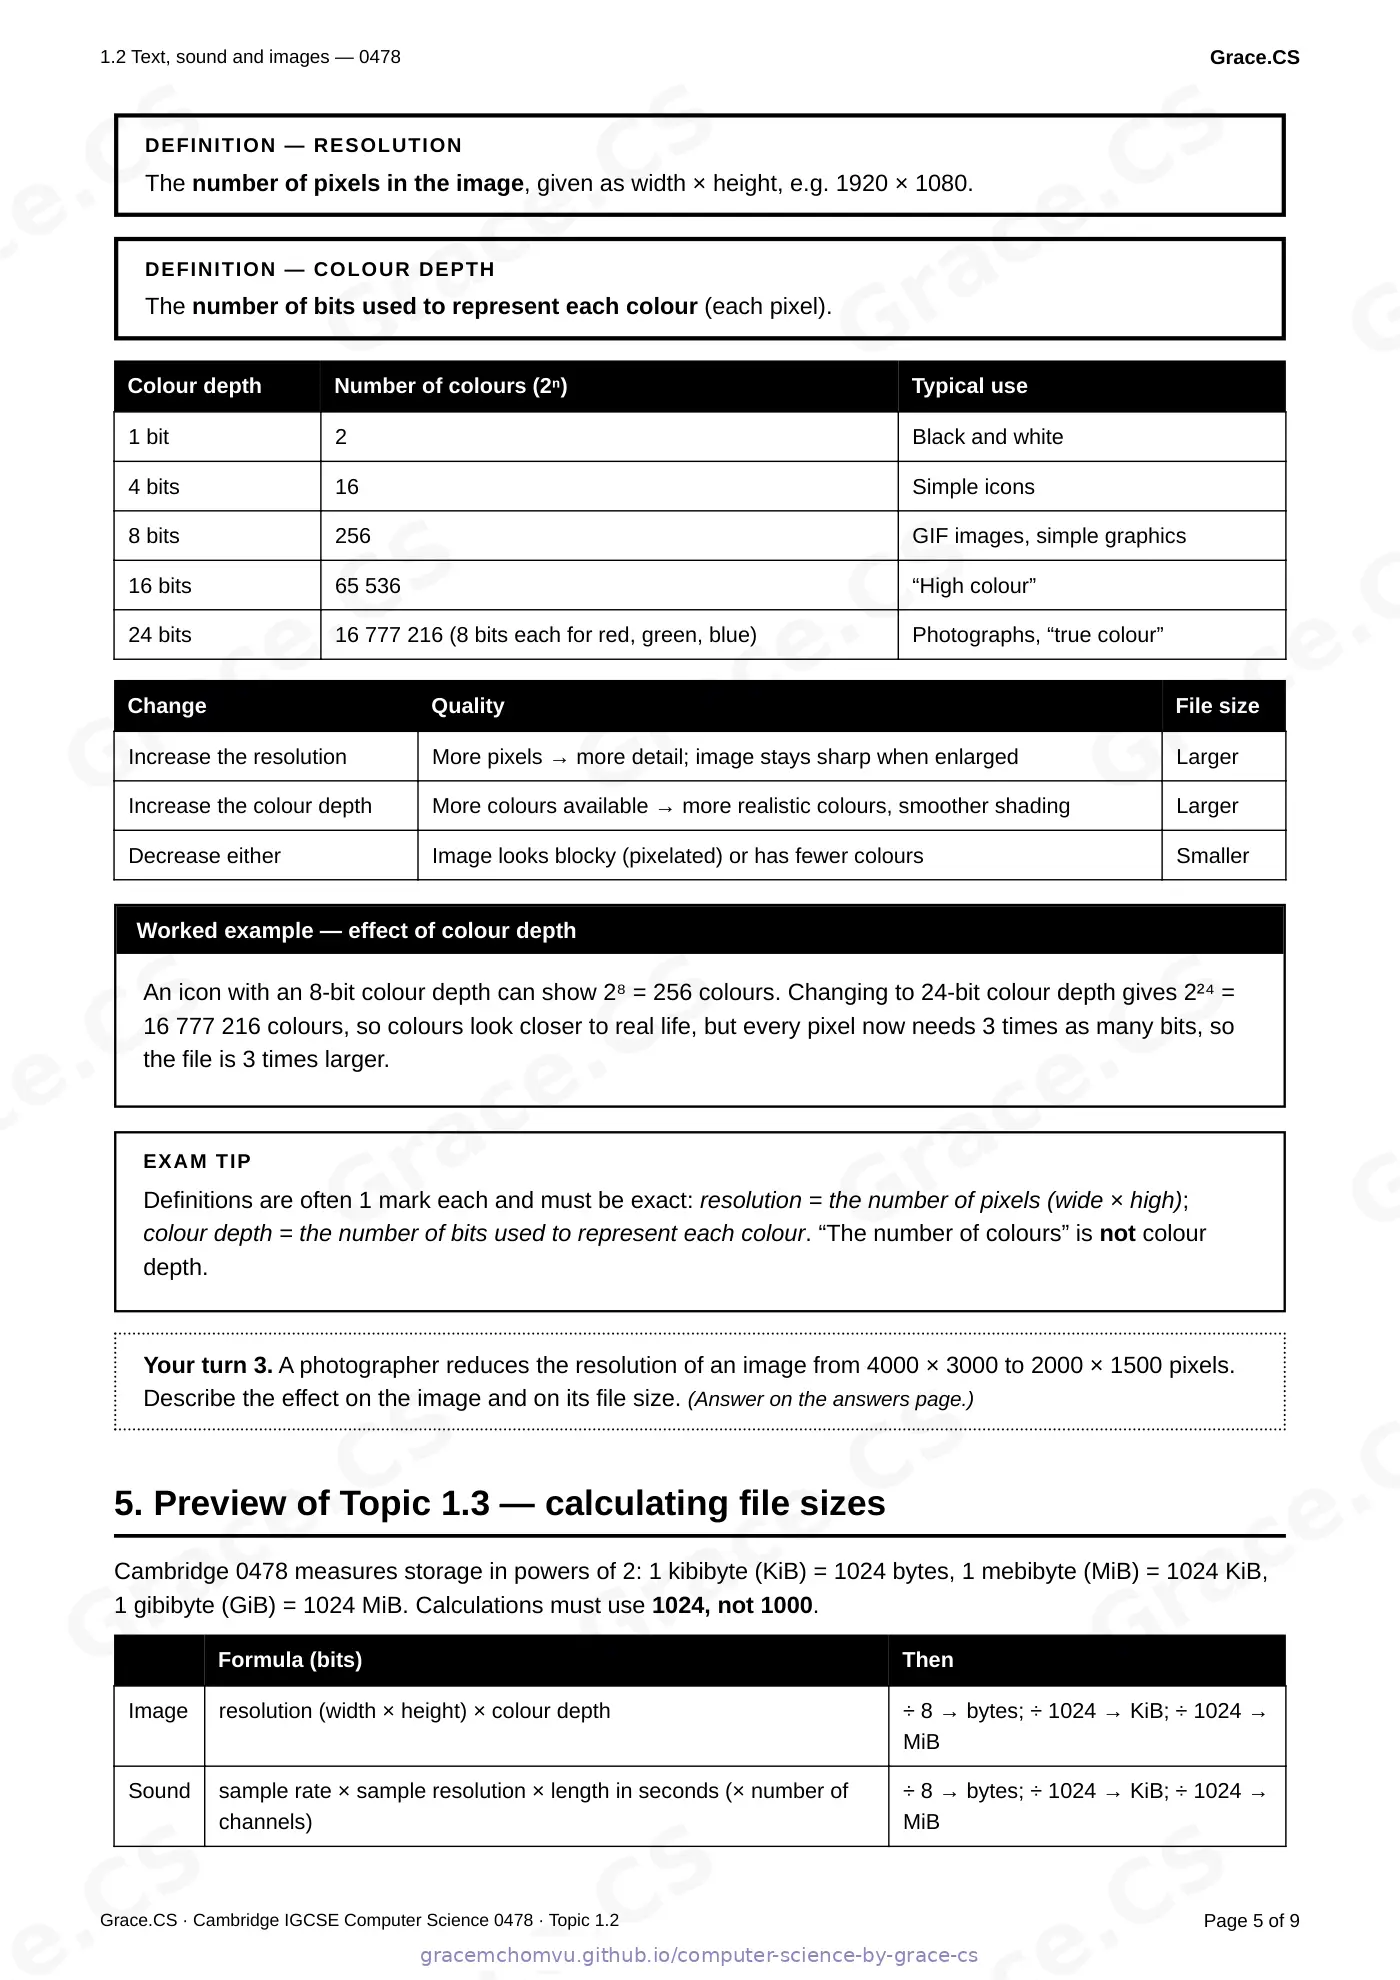 1.2 Text, sound and images — 0478
Grace.CS
DEFINITION — RESOLUTION
The number of pixels in the image, given as width × height, e.g. 1920 × 1080.
DEFINITION — COLOUR DEPTH
The number of bits used to represent each colour (each pixel).
Colour depth Number of colours (2ⁿ) Typical use
1 bit 2 Black and white
4 bits 16 Simple icons
8 bits 256 GIF images, simple graphics
16 bits 65 536 “High colour”
24 bits 16 777 216 (8 bits each for red, green, blue) Photographs, “true colour”
Change Quality File size
Increase the resolution More pixels → more detail; image stays sharp when enlarged Larger
Increase the colour depth More colours available → more realistic colours, smoother shading Larger
Decrease either Image looks blocky (pixelated) or has fewer colours Smaller
Worked example — effect of colour depth
An icon with an 8-bit colour depth can show 2⁸ = 256 colours. Changing to 24-bit colour depth gives 2²⁴ =
16 777 216 colours, so colours look closer to real life, but every pixel now needs 3 times as many bits, so
the file is 3 times larger.
EXAM TIP
Definitions are often 1 mark each and must be exact: resolution = the number of pixels (wide × high);
colour depth = the number of bits used to represent each colour. “The number of colours” is not colour
depth.
Your turn 3. A photographer reduces the resolution of an image from 4000 × 3000 to 2000 × 1500 pixels.
Describe the effect on the image and on its file size. (Answer on the answers page.)
5. Preview of Topic 1.3 — calculating file sizes
Cambridge 0478 measures storage in powers of 2: 1 kibibyte (KiB) = 1024 bytes, 1 mebibyte (MiB) = 1024 KiB,
1 gibibyte (GiB) = 1024 MiB. Calculations must use 1024, not 1000.
Formula (bits) Then
Image resolution (width × height) × colour depth ÷ 8 → bytes; ÷ 1024 → KiB; ÷ 1024 →
MiB
Sound sample rate × sample resolution × length in seconds (× number of ÷ 8 → bytes; ÷ 1024 → KiB; ÷ 1024 →
channels) MiB
Grace.CS · Cambridge IGCSE Computer Science 0478 · Topic 1.2
Page 5 of 9
gracemchomvu.github.io/computer-science-by-grace-cs